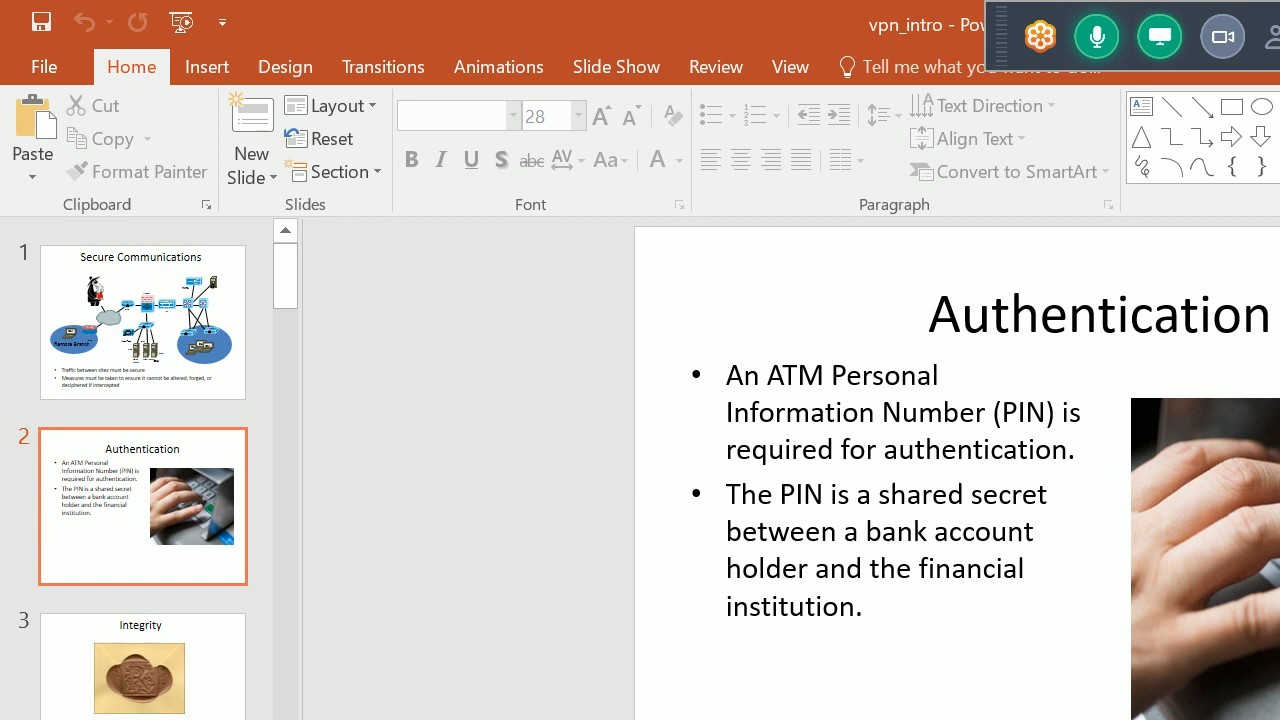 vpn_intro - Pow
File Home Insert Design Transitions Animations Slide Show Review View Tell me what you want to do...
Paste
Cut
Copy
Format Painter
Clipboard
New
Slide
Layout
Reset
Section
Slides
28
B I U S abc AV Aa A
Font
Text Direction
Align Text
Convert to SmartArt
Paragraph
1
Secure Communications
Remote Branch
• Traffic between sites must be secure
• Measures must be taken to ensure it cannot be altered, forged, or
deciphered if intercepted
2
Authentication
• An ATM Personal
Information Number (PIN) is
required for authentication.
• The PIN is a shared secret
between a bank account
holder and the financial
institution.
3
Integrity
Authentication
• An ATM Personal
Information Number (PIN) is
required for authentication.
• The PIN is a shared secret
between a bank account
holder and the financial
institution.